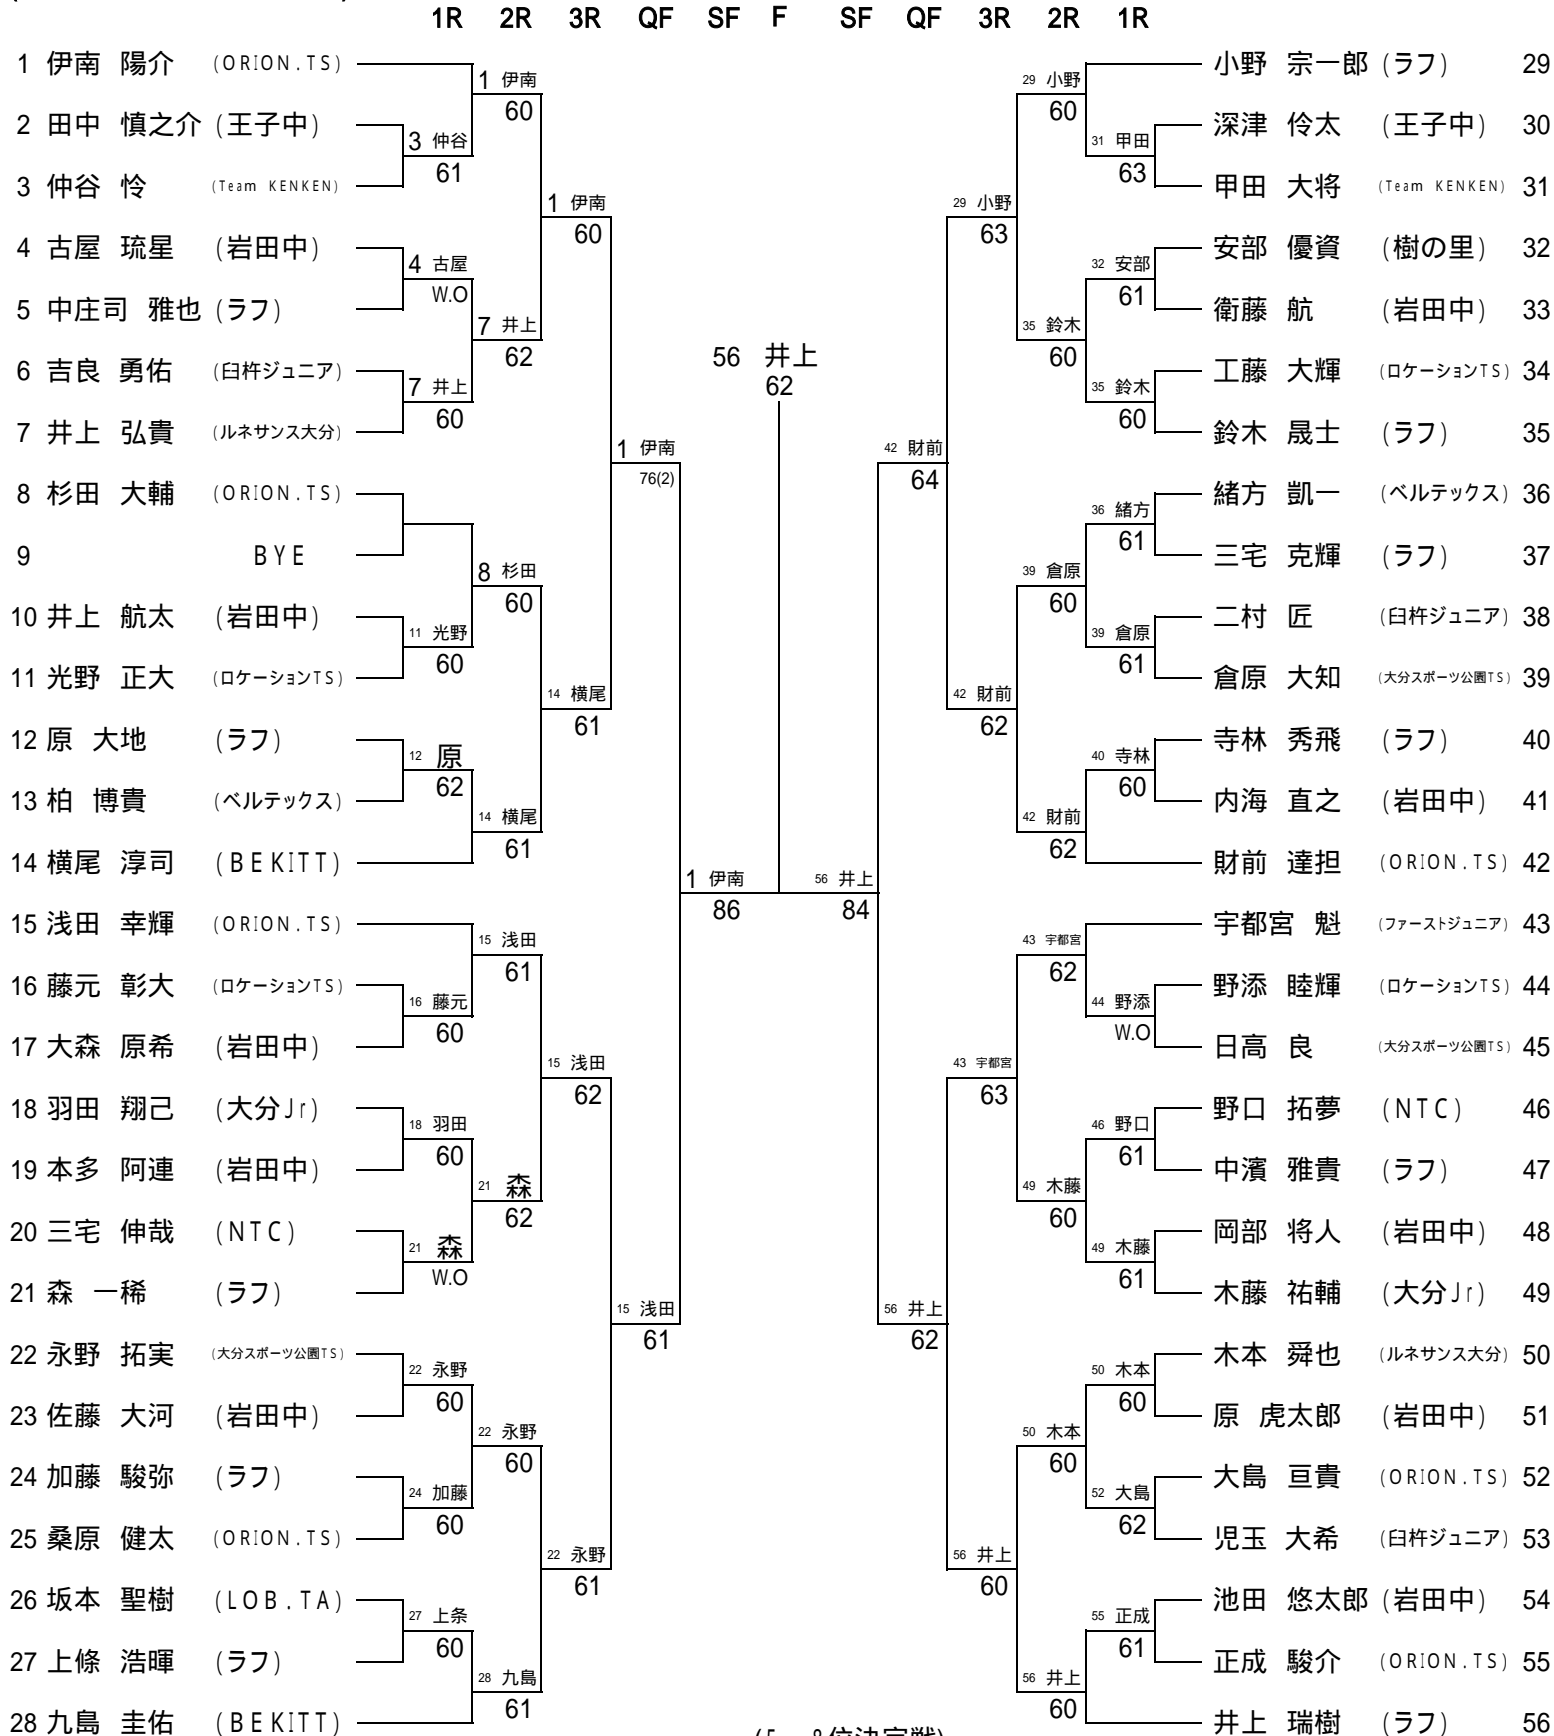 1R 2R 3R QF SF F SF QF 3R 2R 1R
1 伊南 陽介 (ORION.TS)
2 田中 慎之介 (王子中)
3 仲谷 怜 (Team KENKEN)
4 古屋 琉星 (岩田中)
5 中庄司 雅也 (ラフ)
6 吉良 勇佑 (臼杵ジュニア)
7 井上 弘貴 (ルネサンス大分)
8 杉田 大輔 (ORION.TS)
9 BYE
10 井上 航太 (岩田中)
11 光野 正大 (ロケーションTS)
12 原 大地 (ラフ)
13 柏 博貴 (ベルテックス)
14 横尾 淳司 (BEKITT)
15 浅田 幸輝 (ORION.TS)
16 藤元 彰大 (ロケーションTS)
17 大森 原希 (岩田中)
18 羽田 翔己 (大分Jr)
19 本多 阿連 (岩田中)
20 三宅 伸哉 (NTC)
21 森 一稀 (ラフ)
22 永野 拓実 (大分スポーツ公園TS)
23 佐藤 大河 (岩田中)
24 加藤 駿弥 (ラフ)
25 桑原 健太 (ORION.TS)
26 坂本 聖樹 (LOB.TA)
27 上條 浩暉 (ラフ)
28 九島 圭佑 (BEKITT)
3 仲谷
61
4 古屋
W.O
7 井上
60
11 光野
60
12 原
62
16 藤元
60
18 羽田
60
21 森
W.O
22 永野
60
24 加藤
60
27 上条
60
1 伊南
60
7 井上
62
8 杉田
60
14 横尾
61
15 浅田
61
21 森
62
22 永野
60
28 九島
61
1 伊南
60
14 横尾
61
15 浅田
62
22 永野
61
1 伊南
76(2)
15 浅田
61
1 伊南
86
56 井上
62
56 井上
84
42 財前
64
56 井上
62
29 小野
63
42 財前
62
43 宇都宮
63
56 井上
60
29 小野
60
35 鈴木
60
39 倉原
60
42 財前
62
43 宇都宮
62
49 木藤
60
50 木本
60
56 井上
60
31 甲田
63
32 安部
61
35 鈴木
60
36 緒方
61
39 倉原
61
40 寺林
60
44 野添
W.O
46 野口
61
49 木藤
61
50 木本
60
52 大島
62
55 正成
61
小野 宗一郎 (ラフ) 29
深津 伶太 (王子中) 30
甲田 大将 (Team KENKEN) 31
安部 優資 (樹の里) 32
衛藤 航 (岩田中) 33
工藤 大輝 (ロケーションTS) 34
鈴木 晟士 (ラフ) 35
緒方 凱一 (ベルテックス) 36
三宅 克輝 (ラフ) 37
二村 匠 (臼杵ジュニア) 38
倉原 大知 (大分スポーツ公園TS) 39
寺林 秀飛 (ラフ) 40
内海 直之 (岩田中) 41
財前 達担 (ORION.TS) 42
宇都宮 魁 (ファーストジュニア) 43
野添 睦輝 (ロケーションTS) 44
日高 良 (大分スポーツ公園TS) 45
野口 拓夢 (NTC) 46
中濱 雅貴 (ラフ) 47
岡部 将人 (岩田中) 48
木藤 祐輔 (大分Jr) 49
木本 舜也 (ルネサンス大分) 50
原 虎太郎 (岩田中) 51
大島 亘貴 (ORION.TS) 52
児玉 大希 (臼杵ジュニア) 53
池田 悠太郎 (岩田中) 54
正成 駿介 (ORION.TS) 55
井上 瑞樹 (ラフ) 56